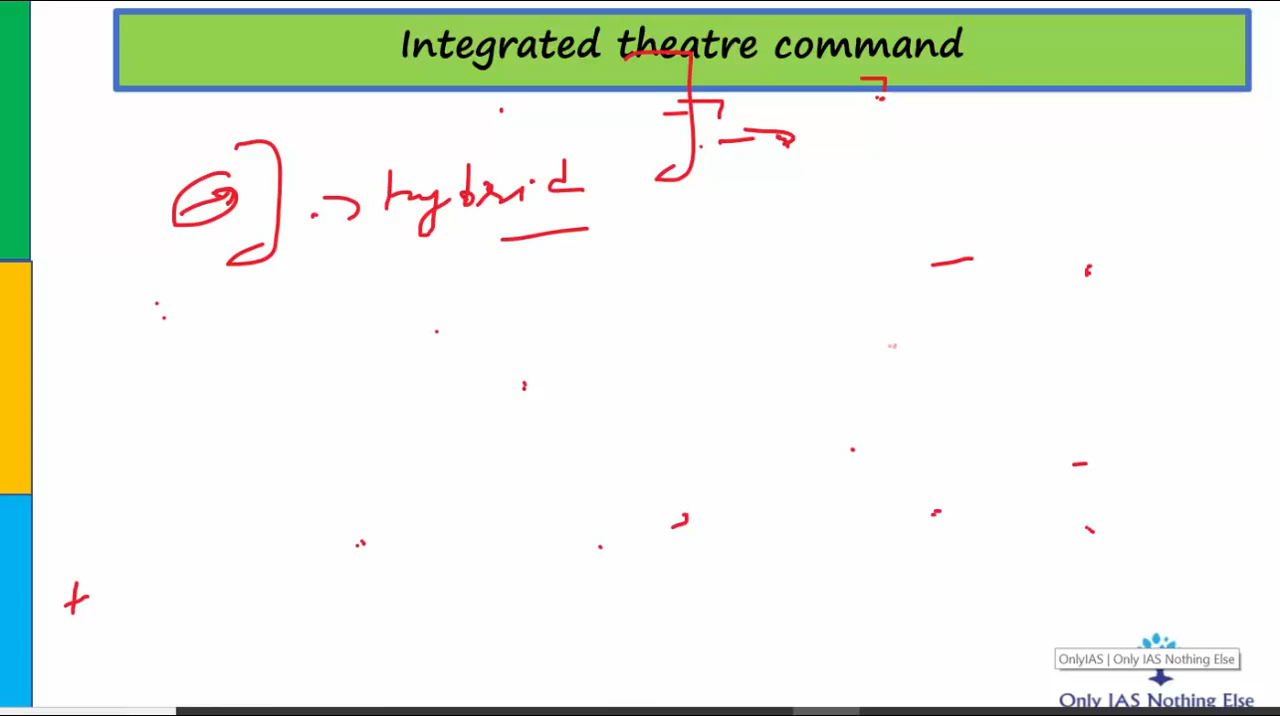 Integrated theatre command
hybrid
OnlyIAS | Only IAS Nothing Else
Only IAS Nothing Else